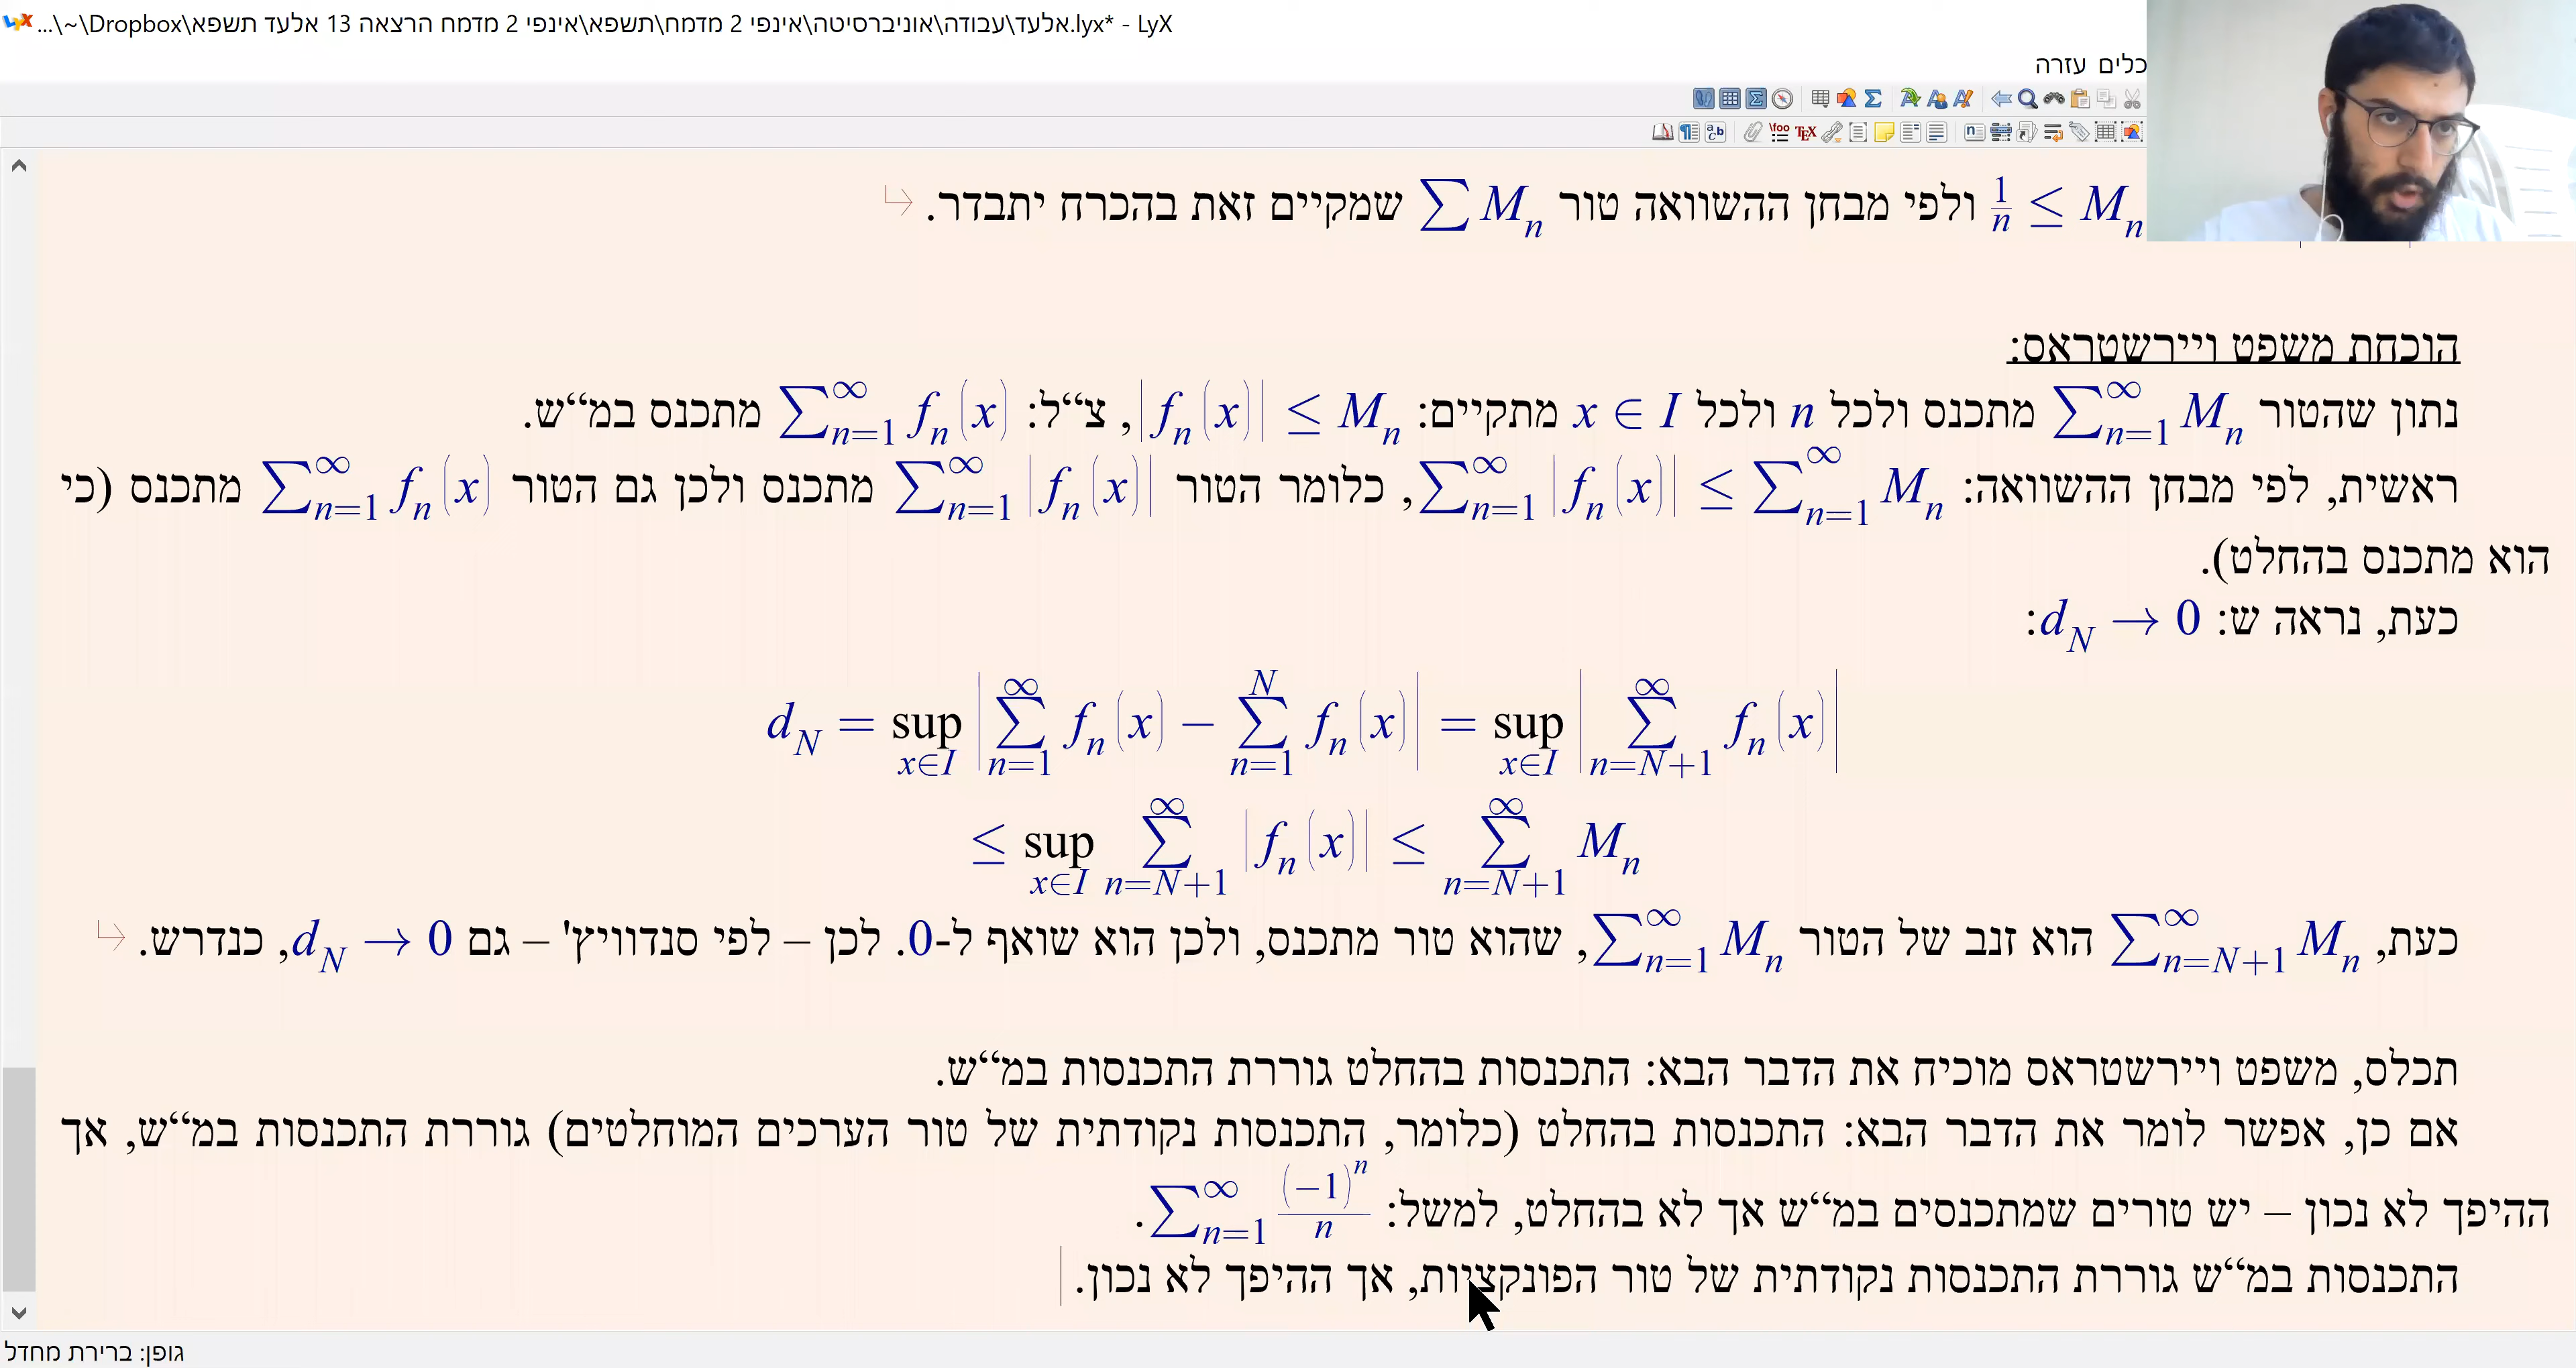 ...\~\Dropbox\אלעד\עבודה\אוניברסיטה\אינפי 2 מדמח\תשפא\אינפי 2 מדמח הרצאה 13 אלעד תשפא.lyx* - LyX
כלים עזרה
1/n ≤ M_n ולפי מבחן ההשוואה טור ∑ M_n שמקיים זאת בהכרח יתבדר.
הוכחת משפט ויירשטראס:
נתון שהטור ∑_{n=1}^∞ M_n מתכנס ולכל n ולכל x ∈ I מתקיים: |f_n(x)| ≤ M_n, צ“ל: ∑_{n=1}^∞ f_n(x) מתכנס במ“ש.
ראשית, לפי מבחן ההשוואה: ∑_{n=1}^∞ |f_n(x)| ≤ ∑_{n=1}^∞ M_n, כלומר הטור ∑_{n=1}^∞ |f_n(x)| מתכנס ולכן גם הטור ∑_{n=1}^∞ f_n(x) מתכנס (כי
הוא מתכנס בהחלט).
כעת, נראה ש: d_N → 0:
d_N = sup_{x∈I} |∑_{n=1}^∞ f_n(x) − ∑_{n=1}^N f_n(x)| = sup_{x∈I} |∑_{n=N+1}^∞ f_n(x)|
≤ sup_{x∈I} ∑_{n=N+1}^∞ |f_n(x)| ≤ ∑_{n=N+1}^∞ M_n
כעת, ∑_{n=N+1}^∞ M_n הוא זנב של הטור ∑_{n=1}^∞ M_n, שהוא טור מתכנס, ולכן הוא שואף ל-0. לכן – לפי סנדוויץ' – גם d_N → 0, כנדרש.
תכלס, משפט ויירשטראס מוכיח את הדבר הבא: התכנסות בהחלט גוררת התכנסות במ“ש.
אם כן, אפשר לומר את הדבר הבא: התכנסות בהחלט (כלומר, התכנסות נקודתית של טור הערכים המוחלטים) גוררת התכנסות במ“ש, אך
ההיפך לא נכון – יש טורים שמתכנסים במ“ש אך לא בהחלט, למשל: ∑_{n=1}^∞ (−1)^n/n.
התכנסות במ“ש גוררת התכנסות נקודתית של טור הפונקציות, אך ההיפך לא נכון.
גופן: ברירת מחדל